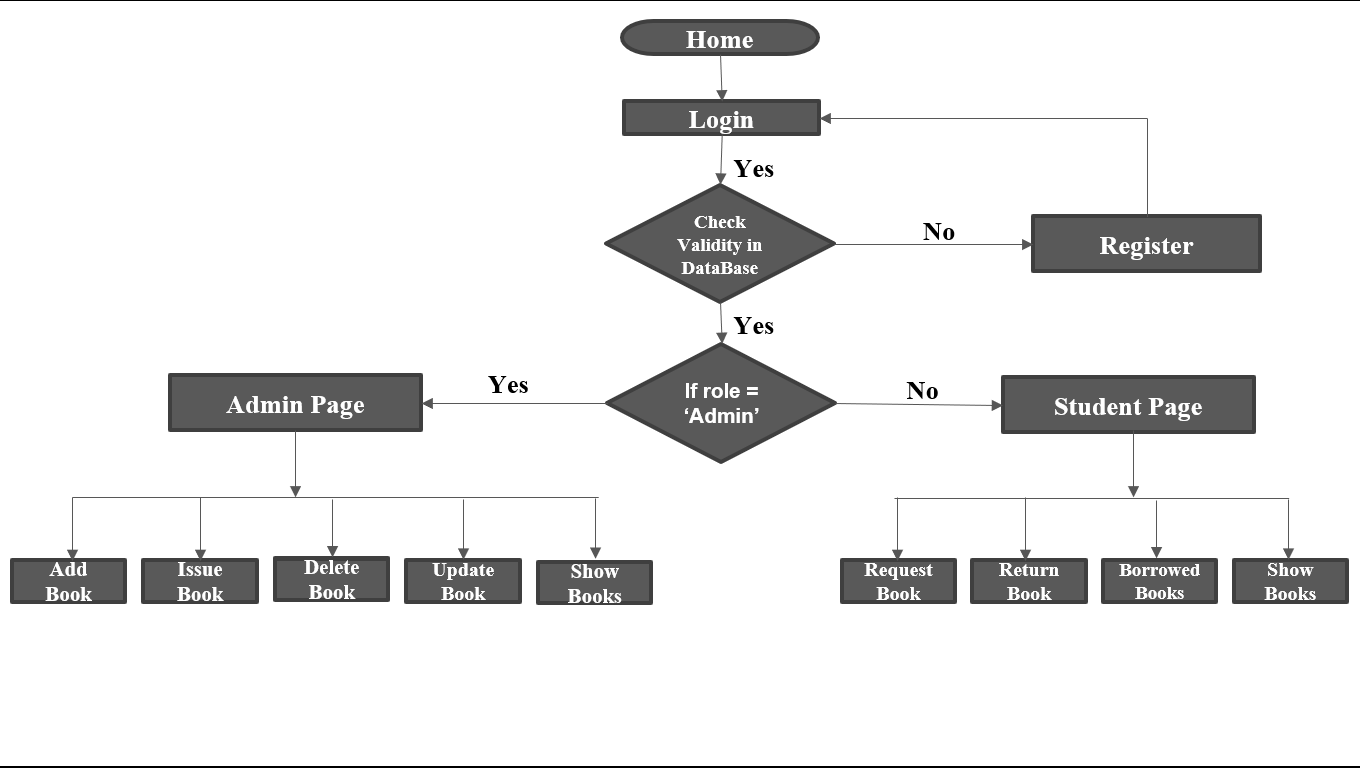 Home
Login
Yes
Check
Validity in
DataBase
No
Register
Yes
If role =
‘Admin’
Yes
Admin Page
No
Student Page
Add
Book
Issue
Book
Delete
Book
Update
Book
Show
Books
Request
Book
Return
Book
Borrowed
Books
Show
Books